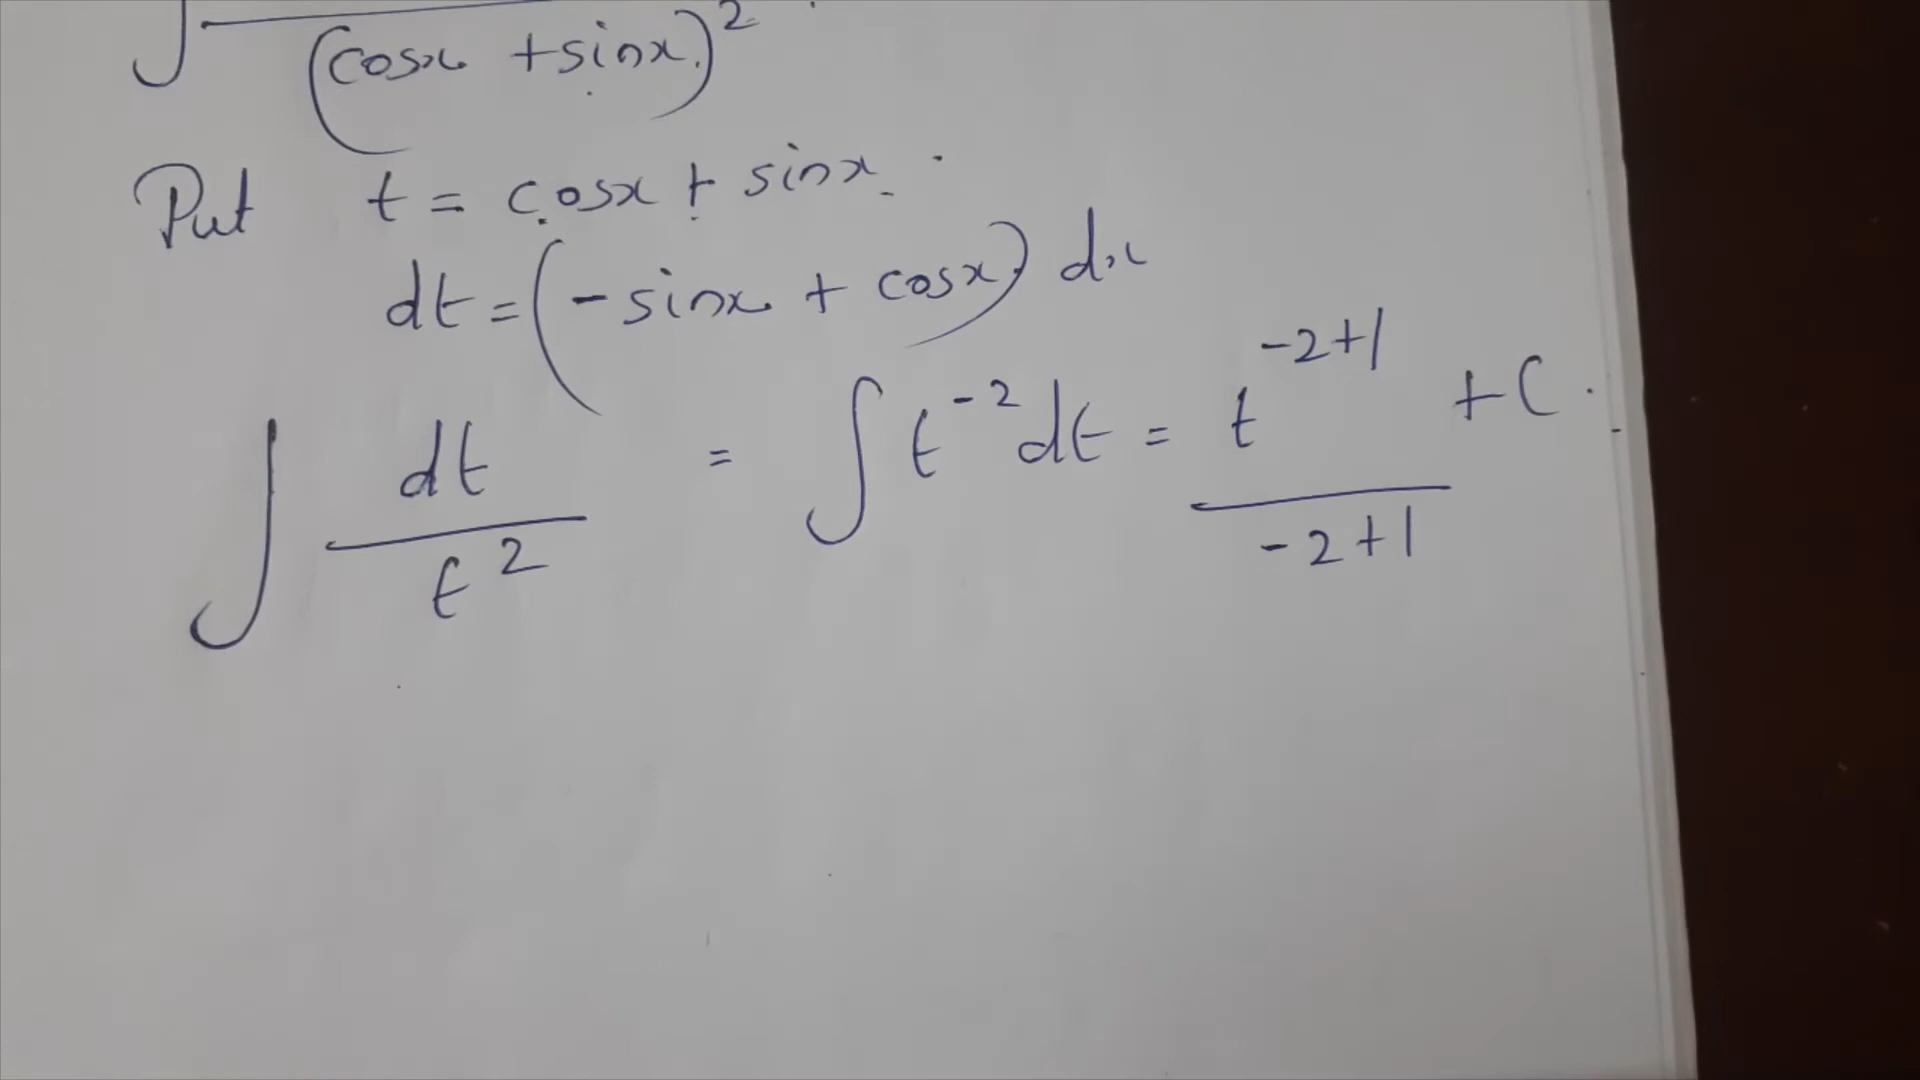 ∫ (cosx + sinx)²
Put t = cosx + sinx.
dt = (-sinx + cosx) dx
∫ dt/t² = ∫ t⁻² dt = t⁻²⁺¹/-2+1 + C.